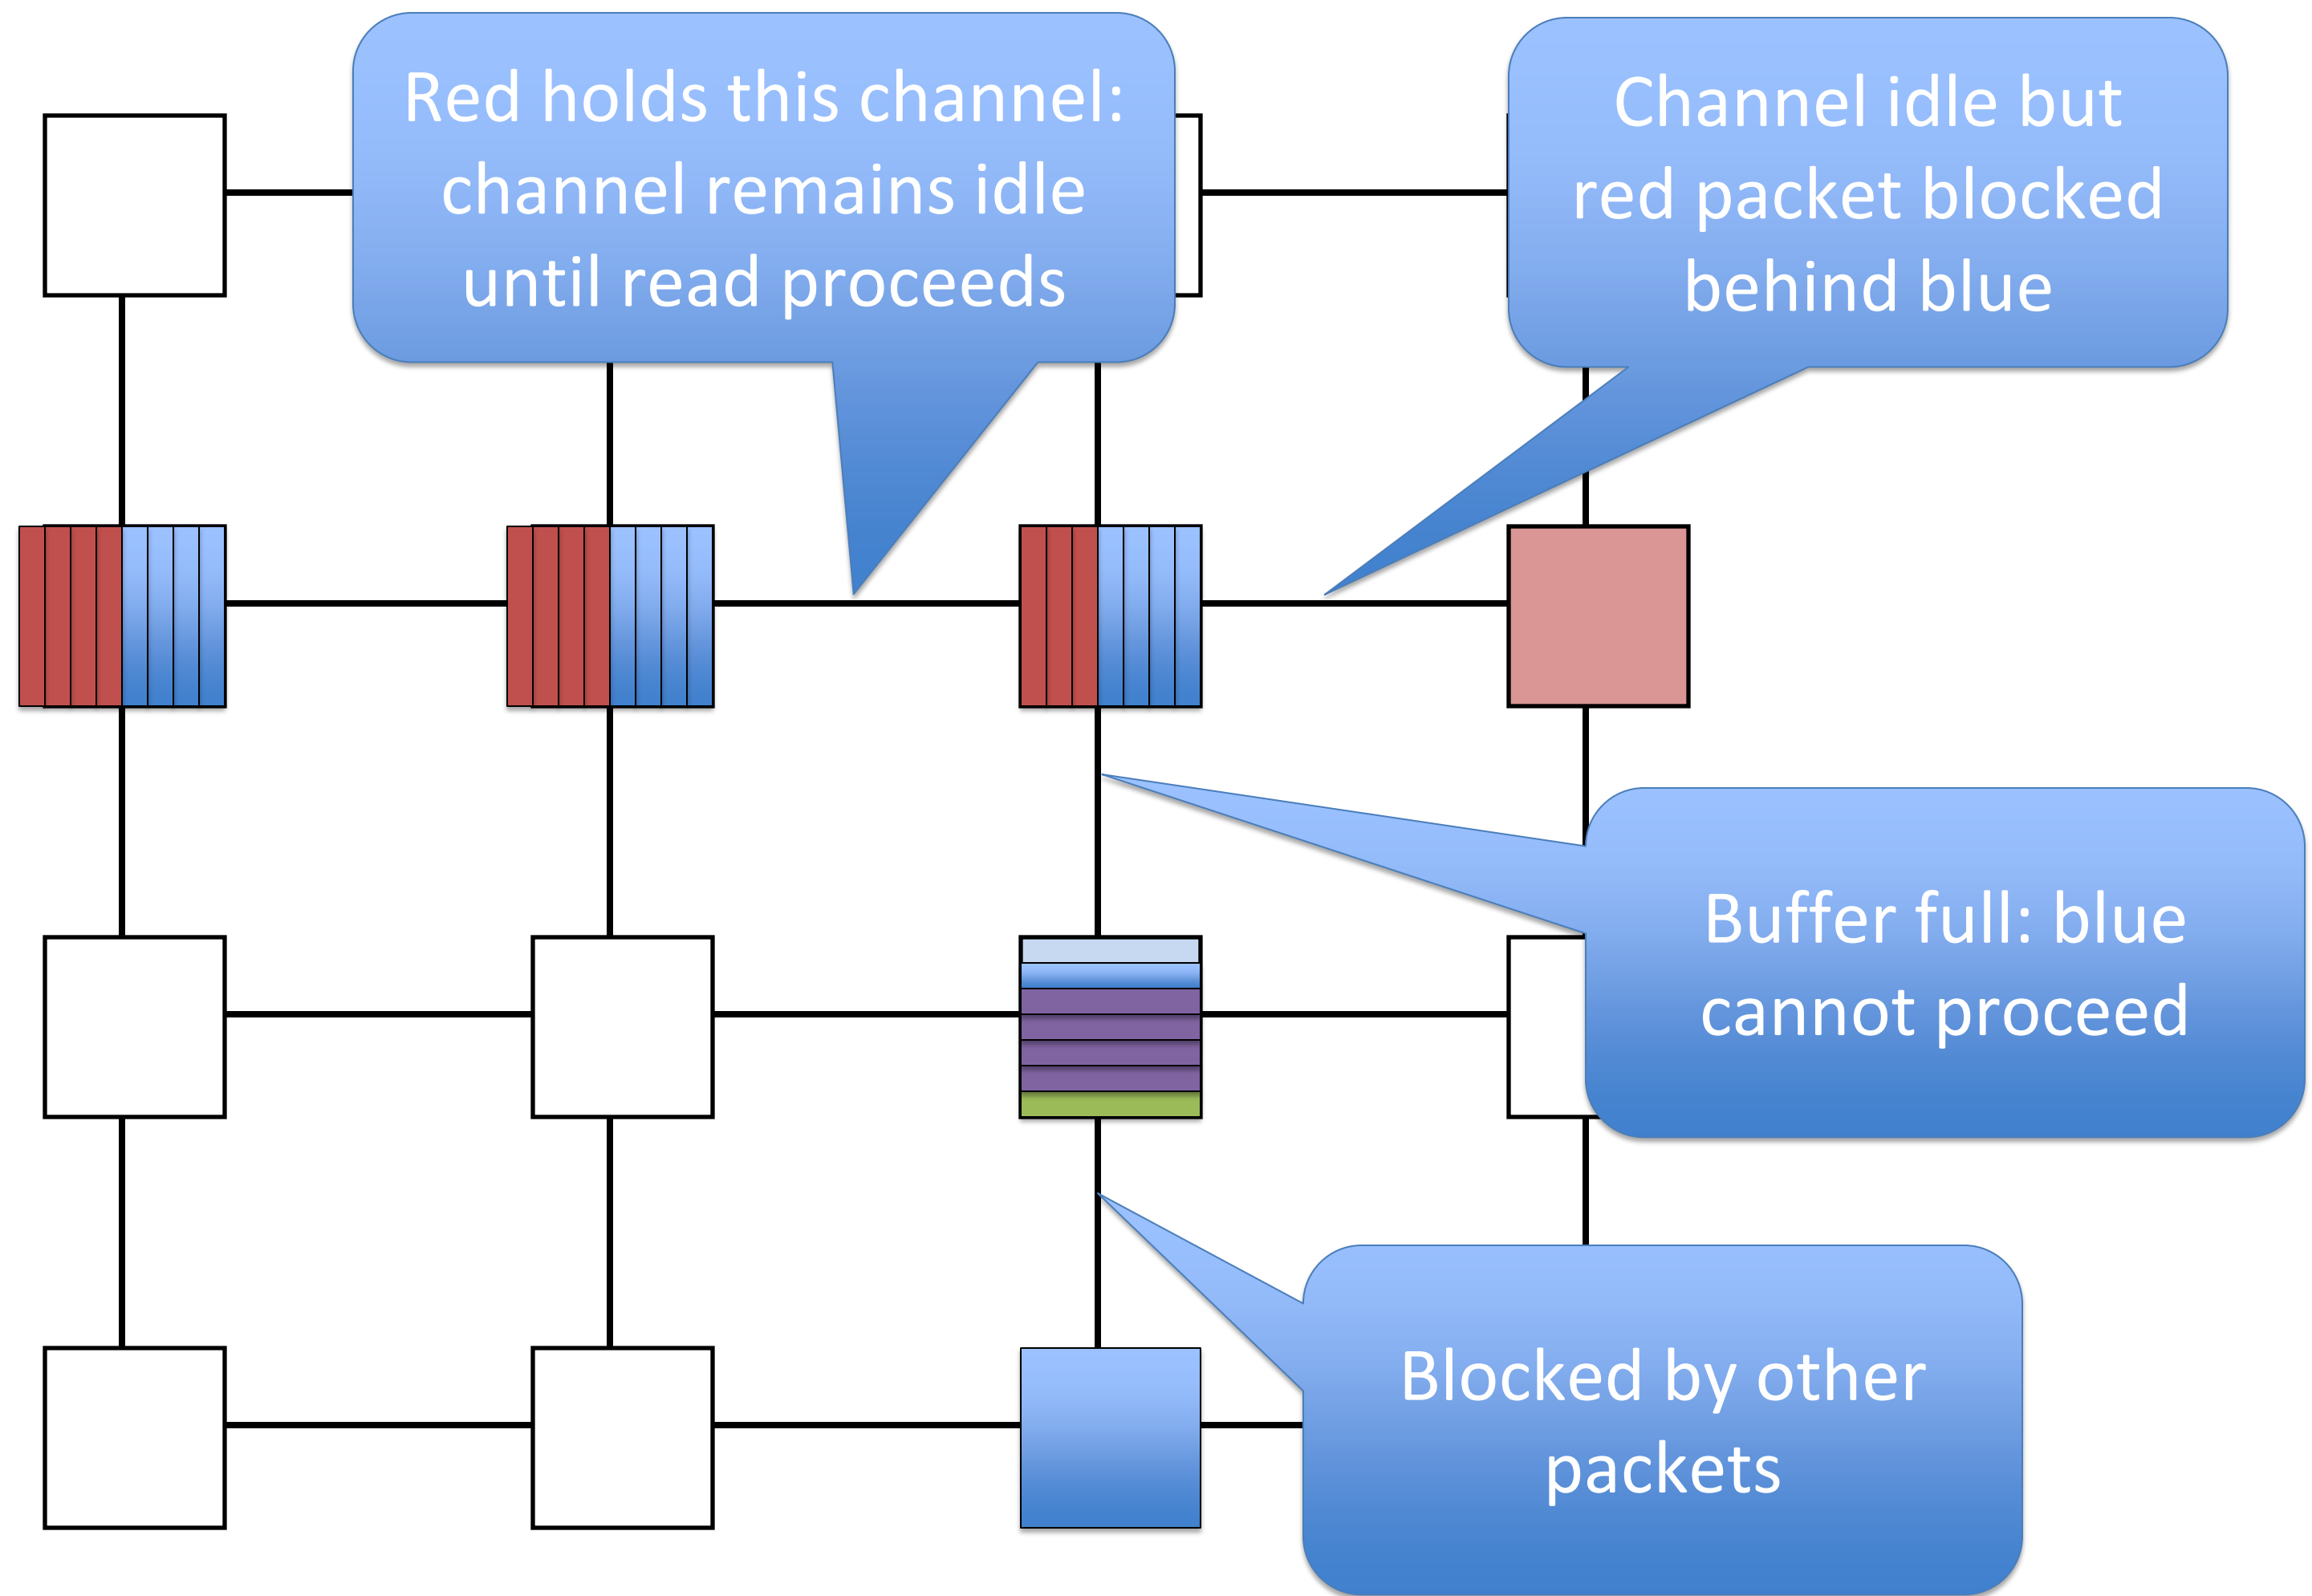 Red holds this channel:
channel remains idle
until read proceeds
Channel idle but
red packet blocked
behind blue
Buffer full: blue
cannot proceed
Blocked by other
packets